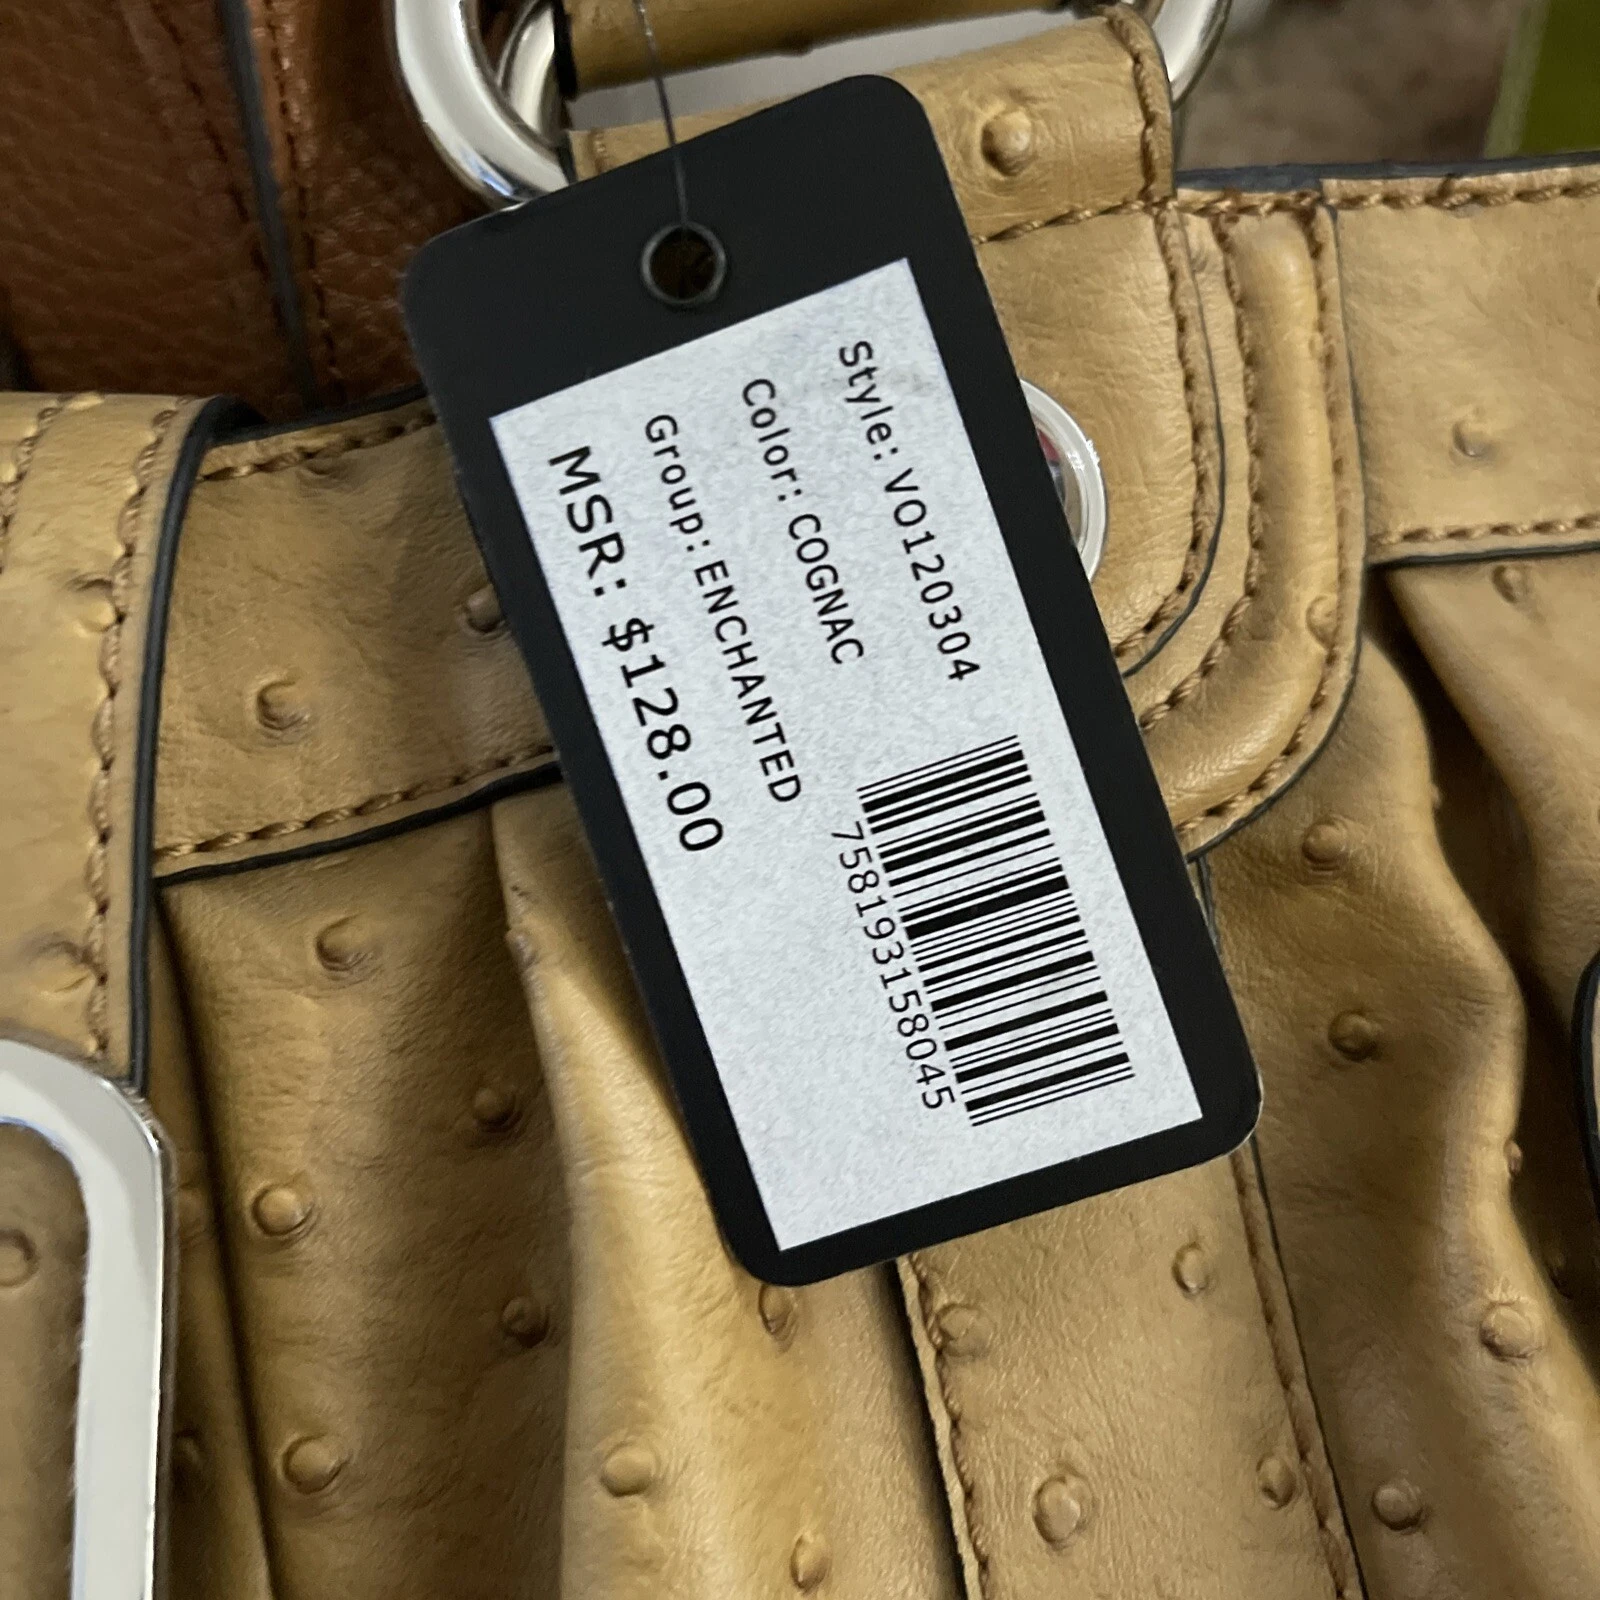 Style: VO120304
Color: COGNAC
Group: ENCHANTED
MSR: $128.00
758193158045